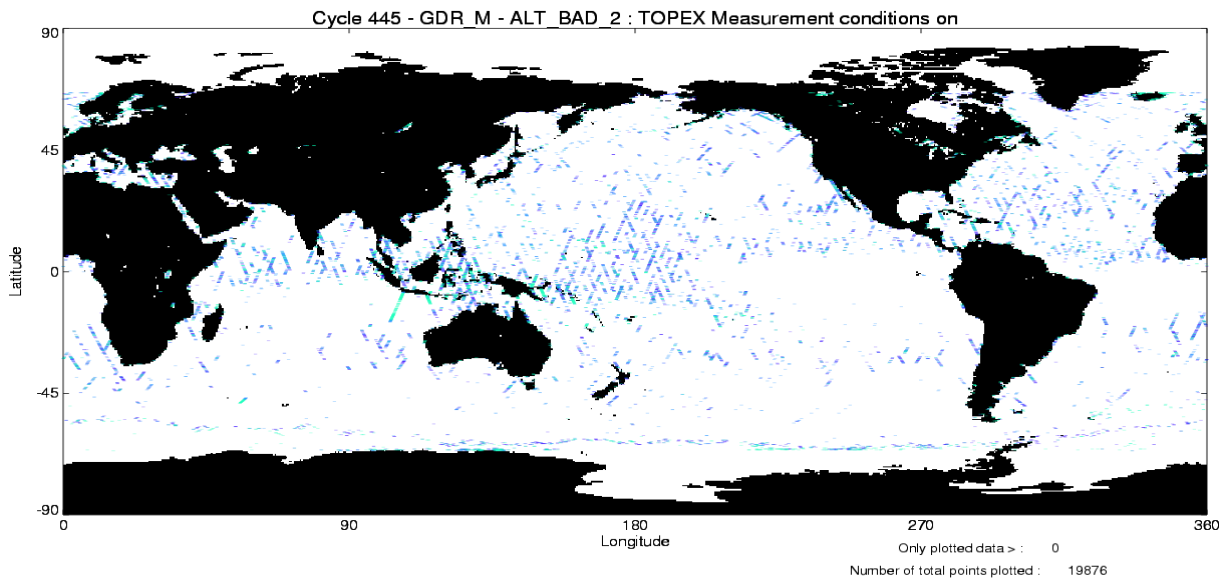 Cycle 445 - GDR_M - ALT_BAD_2 : TOPEX Measurement conditions on
90
45
0
-45
-90
Latitude
0 90 180 270 360
Longitude
Only plotted data > : 0
Number of total points plotted : 19876